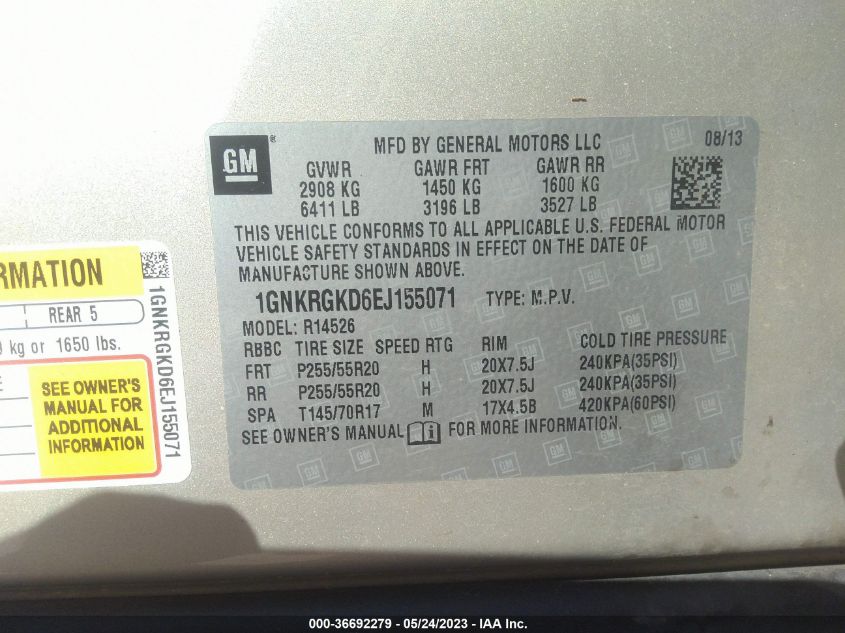 GM
MFD BY GENERAL MOTORS LLC 08/13
GVWR GAWR FRT GAWR RR
2908 KG 1450 KG 1600 KG
6411 LB 3196 LB 3527 LB
THIS VEHICLE CONFORMS TO ALL APPLICABLE U.S. FEDERAL MOTOR
VEHICLE SAFETY STANDARDS IN EFFECT ON THE DATE OF
MANUFACTURE SHOWN ABOVE.
1GNKRGKD6EJ155071 TYPE: M.P.V.
MODEL: R14526
RBBC TIRE SIZE SPEED RTG RIM COLD TIRE PRESSURE
FRT P255/55R20 H 20X7.5J 240KPA(35PSI)
RR P255/55R20 H 20X7.5J 240KPA(35PSI)
SPA T145/70R17 M 17X4.5B 420KPA(60PSI)
SEE OWNER'S MANUAL FOR MORE INFORMATION.
RMATION
REAR 5
kg or 1650 lbs.
SEE OWNER'S
MANUAL FOR
ADDITIONAL
INFORMATION
1GNKRGKD6EJ155071
000-36692279 - 05/24/2023 - IAA Inc.